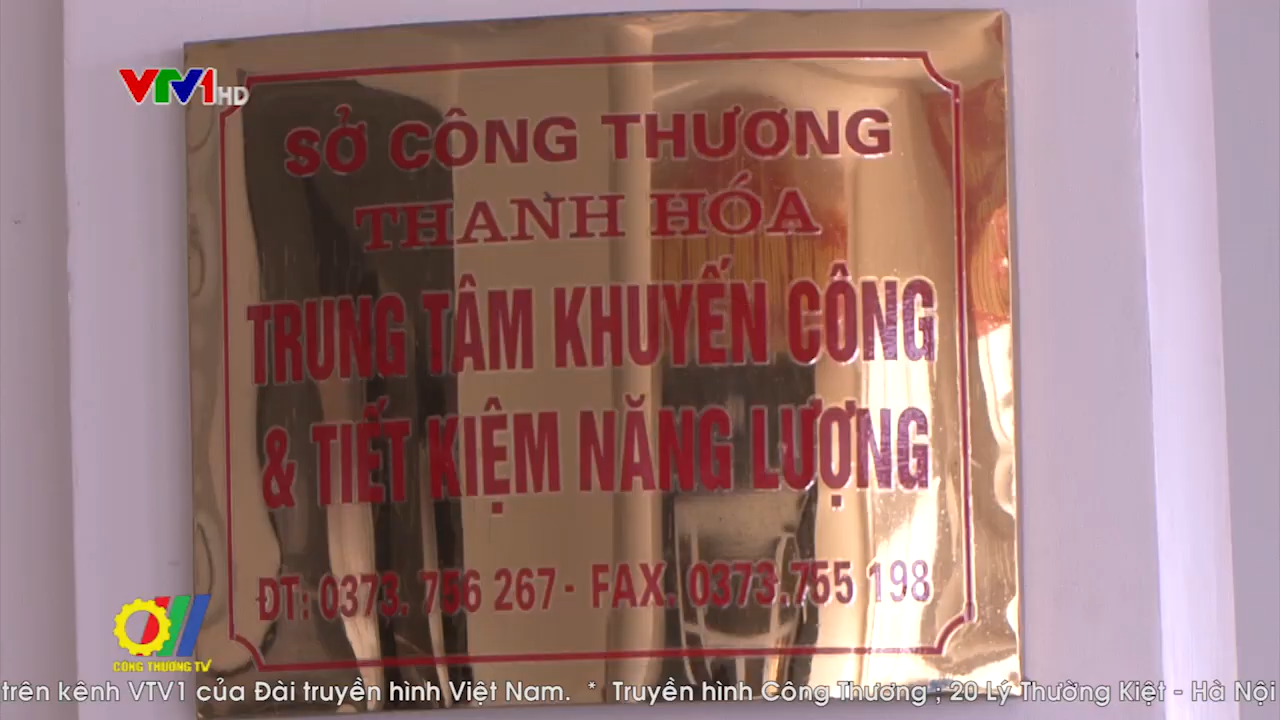 VTV1 HD
SỞ CÔNG THƯƠNG
THANH HÓA
TRUNG TÂM KHUYẾN CÔNG
& TIẾT KIỆM NĂNG LƯỢNG
ĐT: 0373. 756 267 - FAX. 0373.755 198
CÔNG THƯƠNG TV
trên kênh VTV1 của Đài truyền hình Việt Nam. * Truyền hình Công Thương ; 20 Lý Thường Kiệt - Hà Nội